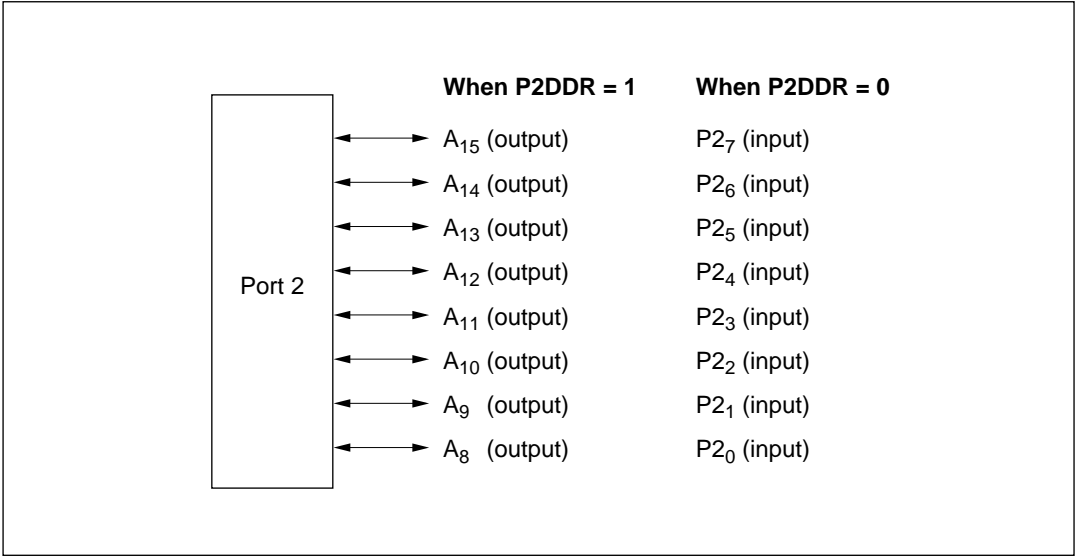 When P2DDR = 1 When P2DDR = 0
A15 (output) P27 (input)
A14 (output) P26 (input)
A13 (output) P25 (input)
A12 (output) P24 (input)
Port 2
A11 (output) P23 (input)
A10 (output) P22 (input)
A9 (output) P21 (input)
A8 (output) P20 (input)